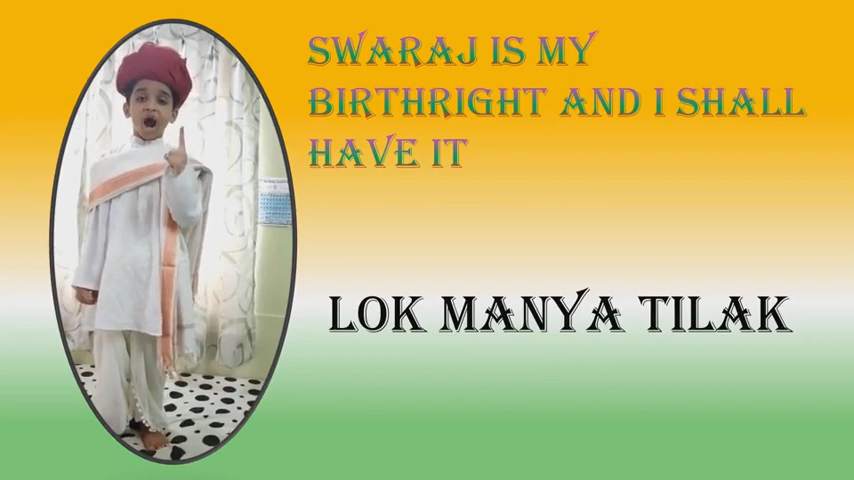 SWARAJ IS MY
BIRTHRIGHT AND I SHALL
HAVE IT
LOK MANYA TILAK